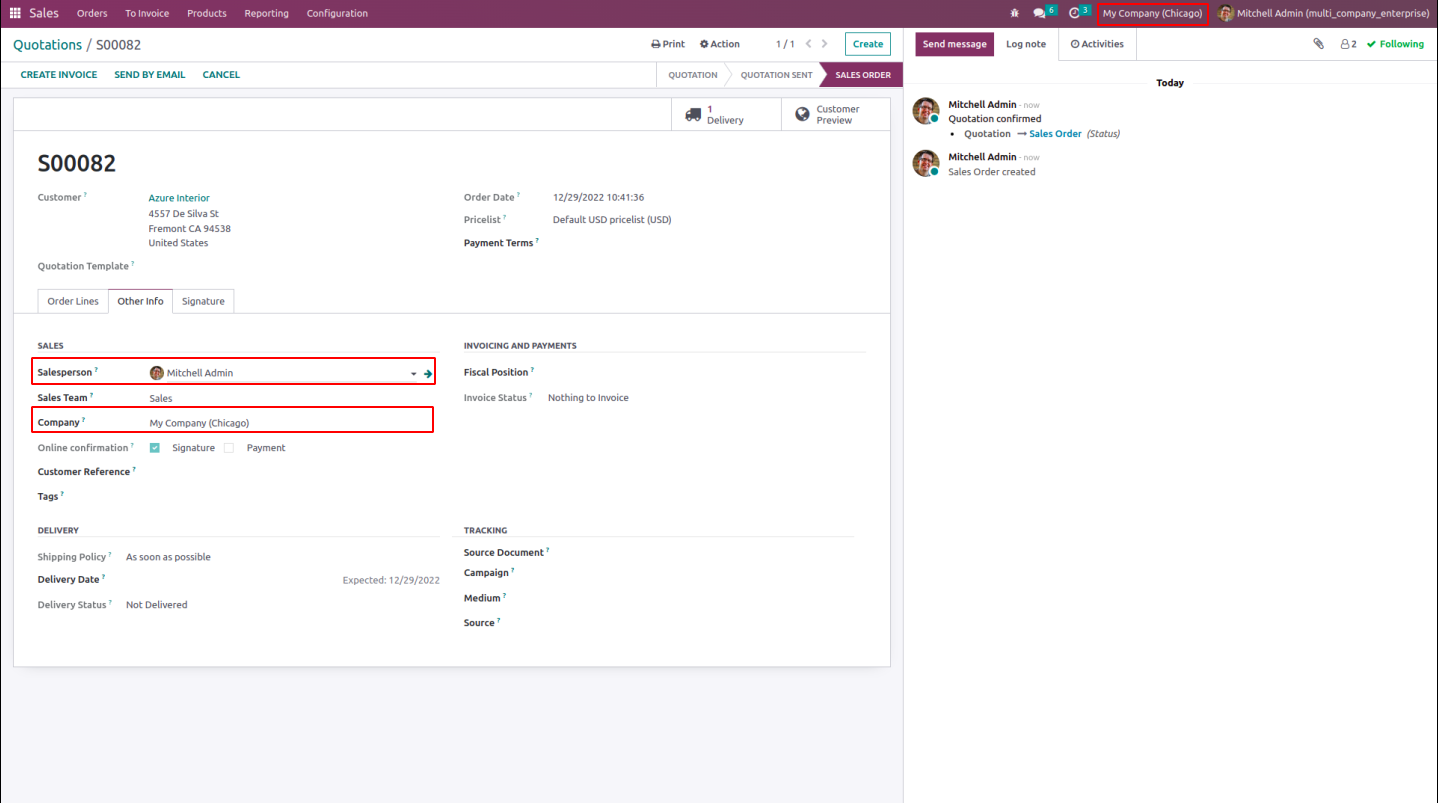 Sales Orders To Invoice Products Reporting Configuration 6 3 My Company (Chicago) Mitchell Admin (multi_company_enterprise)
Quotations / S00082 Print Action 1 / 1 Create
CREATE INVOICE SEND BY EMAIL CANCEL QUOTATION QUOTATION SENT SALES ORDER
1
Delivery
Customer
Preview
S00082
Customer ? Azure Interior
4557 De Silva St
Fremont CA 94538
United States
Quotation Template ?
Order Date ? 12/29/2022 10:41:36
Pricelist ? Default USD pricelist (USD)
Payment Terms ?
Order Lines Other Info Signature
SALES
Salesperson ? Mitchell Admin
Sales Team ? Sales
Company ? My Company (Chicago)
Online confirmation ? Signature Payment
Customer Reference ?
Tags ?
INVOICING AND PAYMENTS
Fiscal Position ?
Invoice Status ? Nothing to Invoice
DELIVERY
Shipping Policy ? As soon as possible
Delivery Date ? Expected: 12/29/2022
Delivery Status ? Not Delivered
TRACKING
Source Document ?
Campaign ?
Medium ?
Source ?
Send message Log note Activities 2 Following
Today
Mitchell Admin - now
Quotation confirmed
• Quotation → Sales Order (Status)
Mitchell Admin - now
Sales Order created